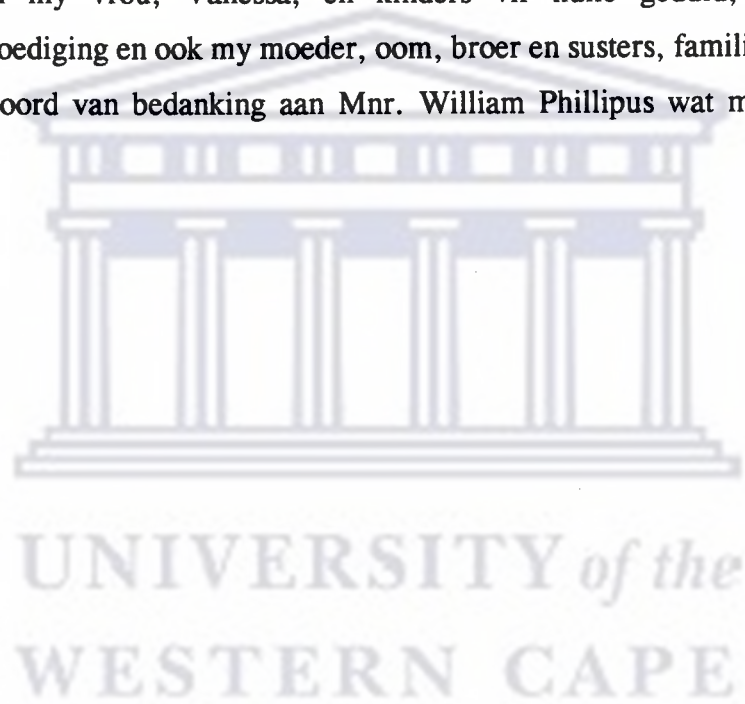 my vrou, Vanessa, en kinders vir hulle geduld,
oediging en ook my moeder, oom, broer en susters, famili
oord van bedanking aan Mnr. William Phillipus wat m
UNIVERSITY of the
WESTERN CAPE